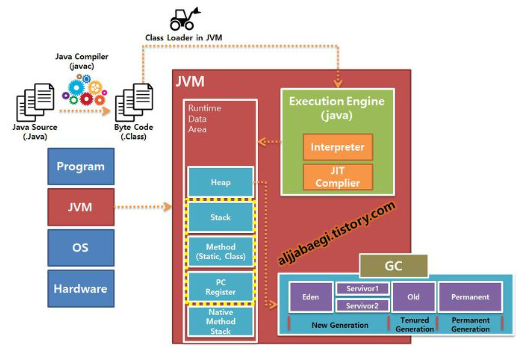 Class Loader in JVM
Java Compiler
(javac)
Java Source
(.Java)
Byte Code
(.Class)
Program
JVM
OS
Hardware
JVM
Runtime
Data
Area
Heap
Stack
Method
(Static, Class)
PC
Register
Native
Method
Stack
Execution Engine
(java)
Interpreter
JIT
Complier
aljjabaegi.tistory.com
GC
Eden
Servivor1
Servivor2
Old
Permanent
New Generation
Tenured
Generation
Permanent
Generation